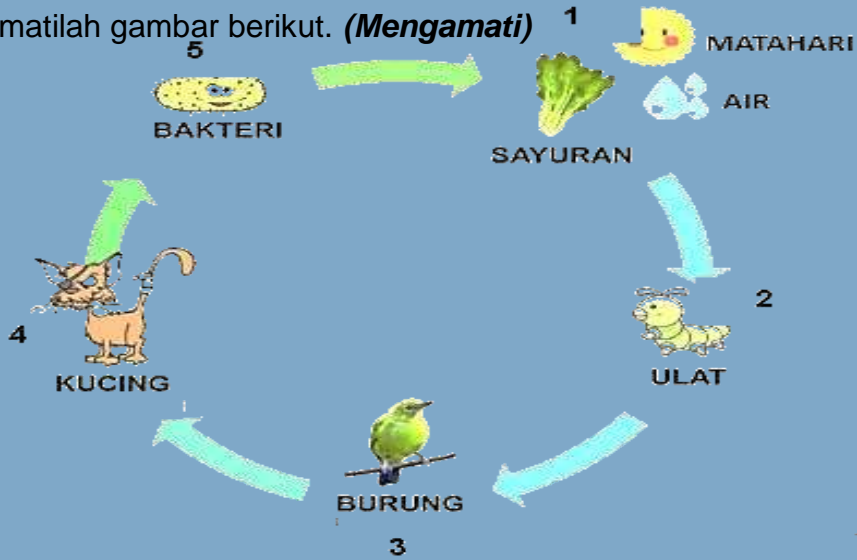 matilah gambar berikut. (Mengamati)
1
MATAHARI
AIR
SAYURAN
2
ULAT
BURUNG
3
4
KUCING
5
BAKTERI